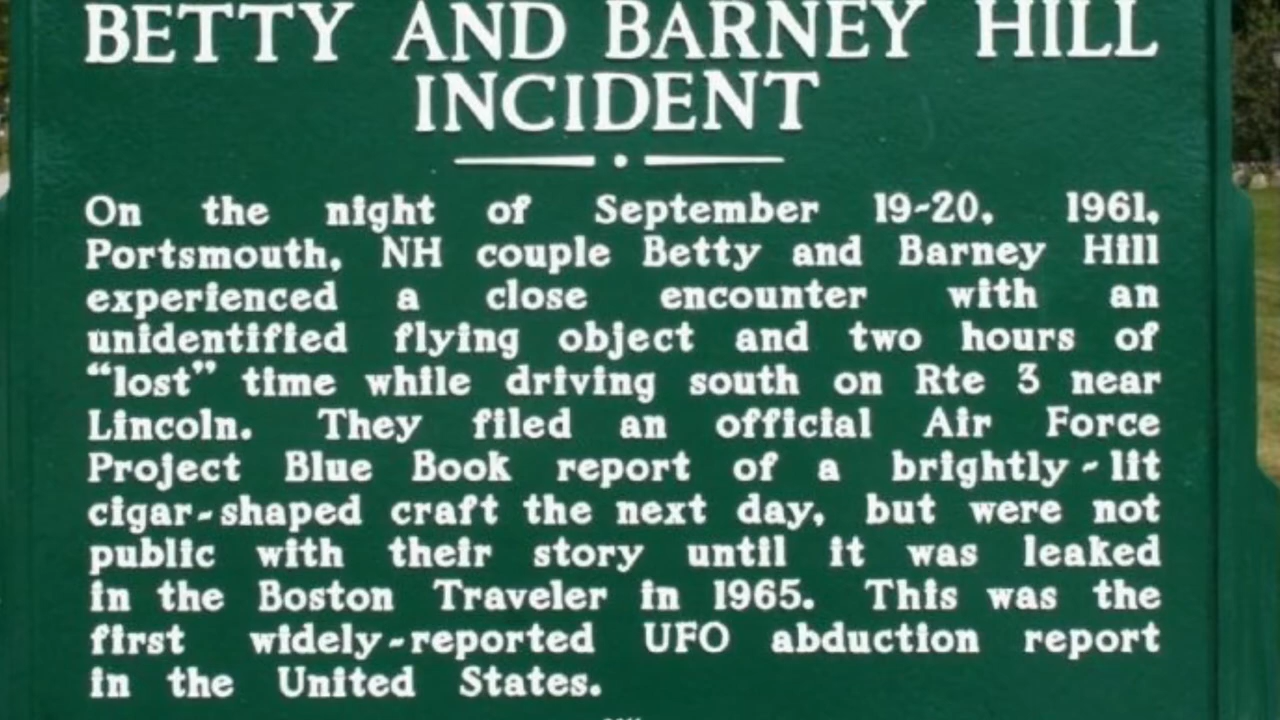 BETTY AND BARNEY HILL
INCIDENT
On the night of September 19-20, 1961,
Portsmouth, NH couple Betty and Barney Hill
experienced a close encounter with an
unidentified flying object and two hours of
“lost” time while driving south on Rte 3 near
Lincoln. They filed an official Air Force
Project Blue Book report of a brightly-lit
cigar-shaped craft the next day, but were not
public with their story until it was leaked
in the Boston Traveler in 1965. This was the
first widely-reported UFO abduction report
in the United States.